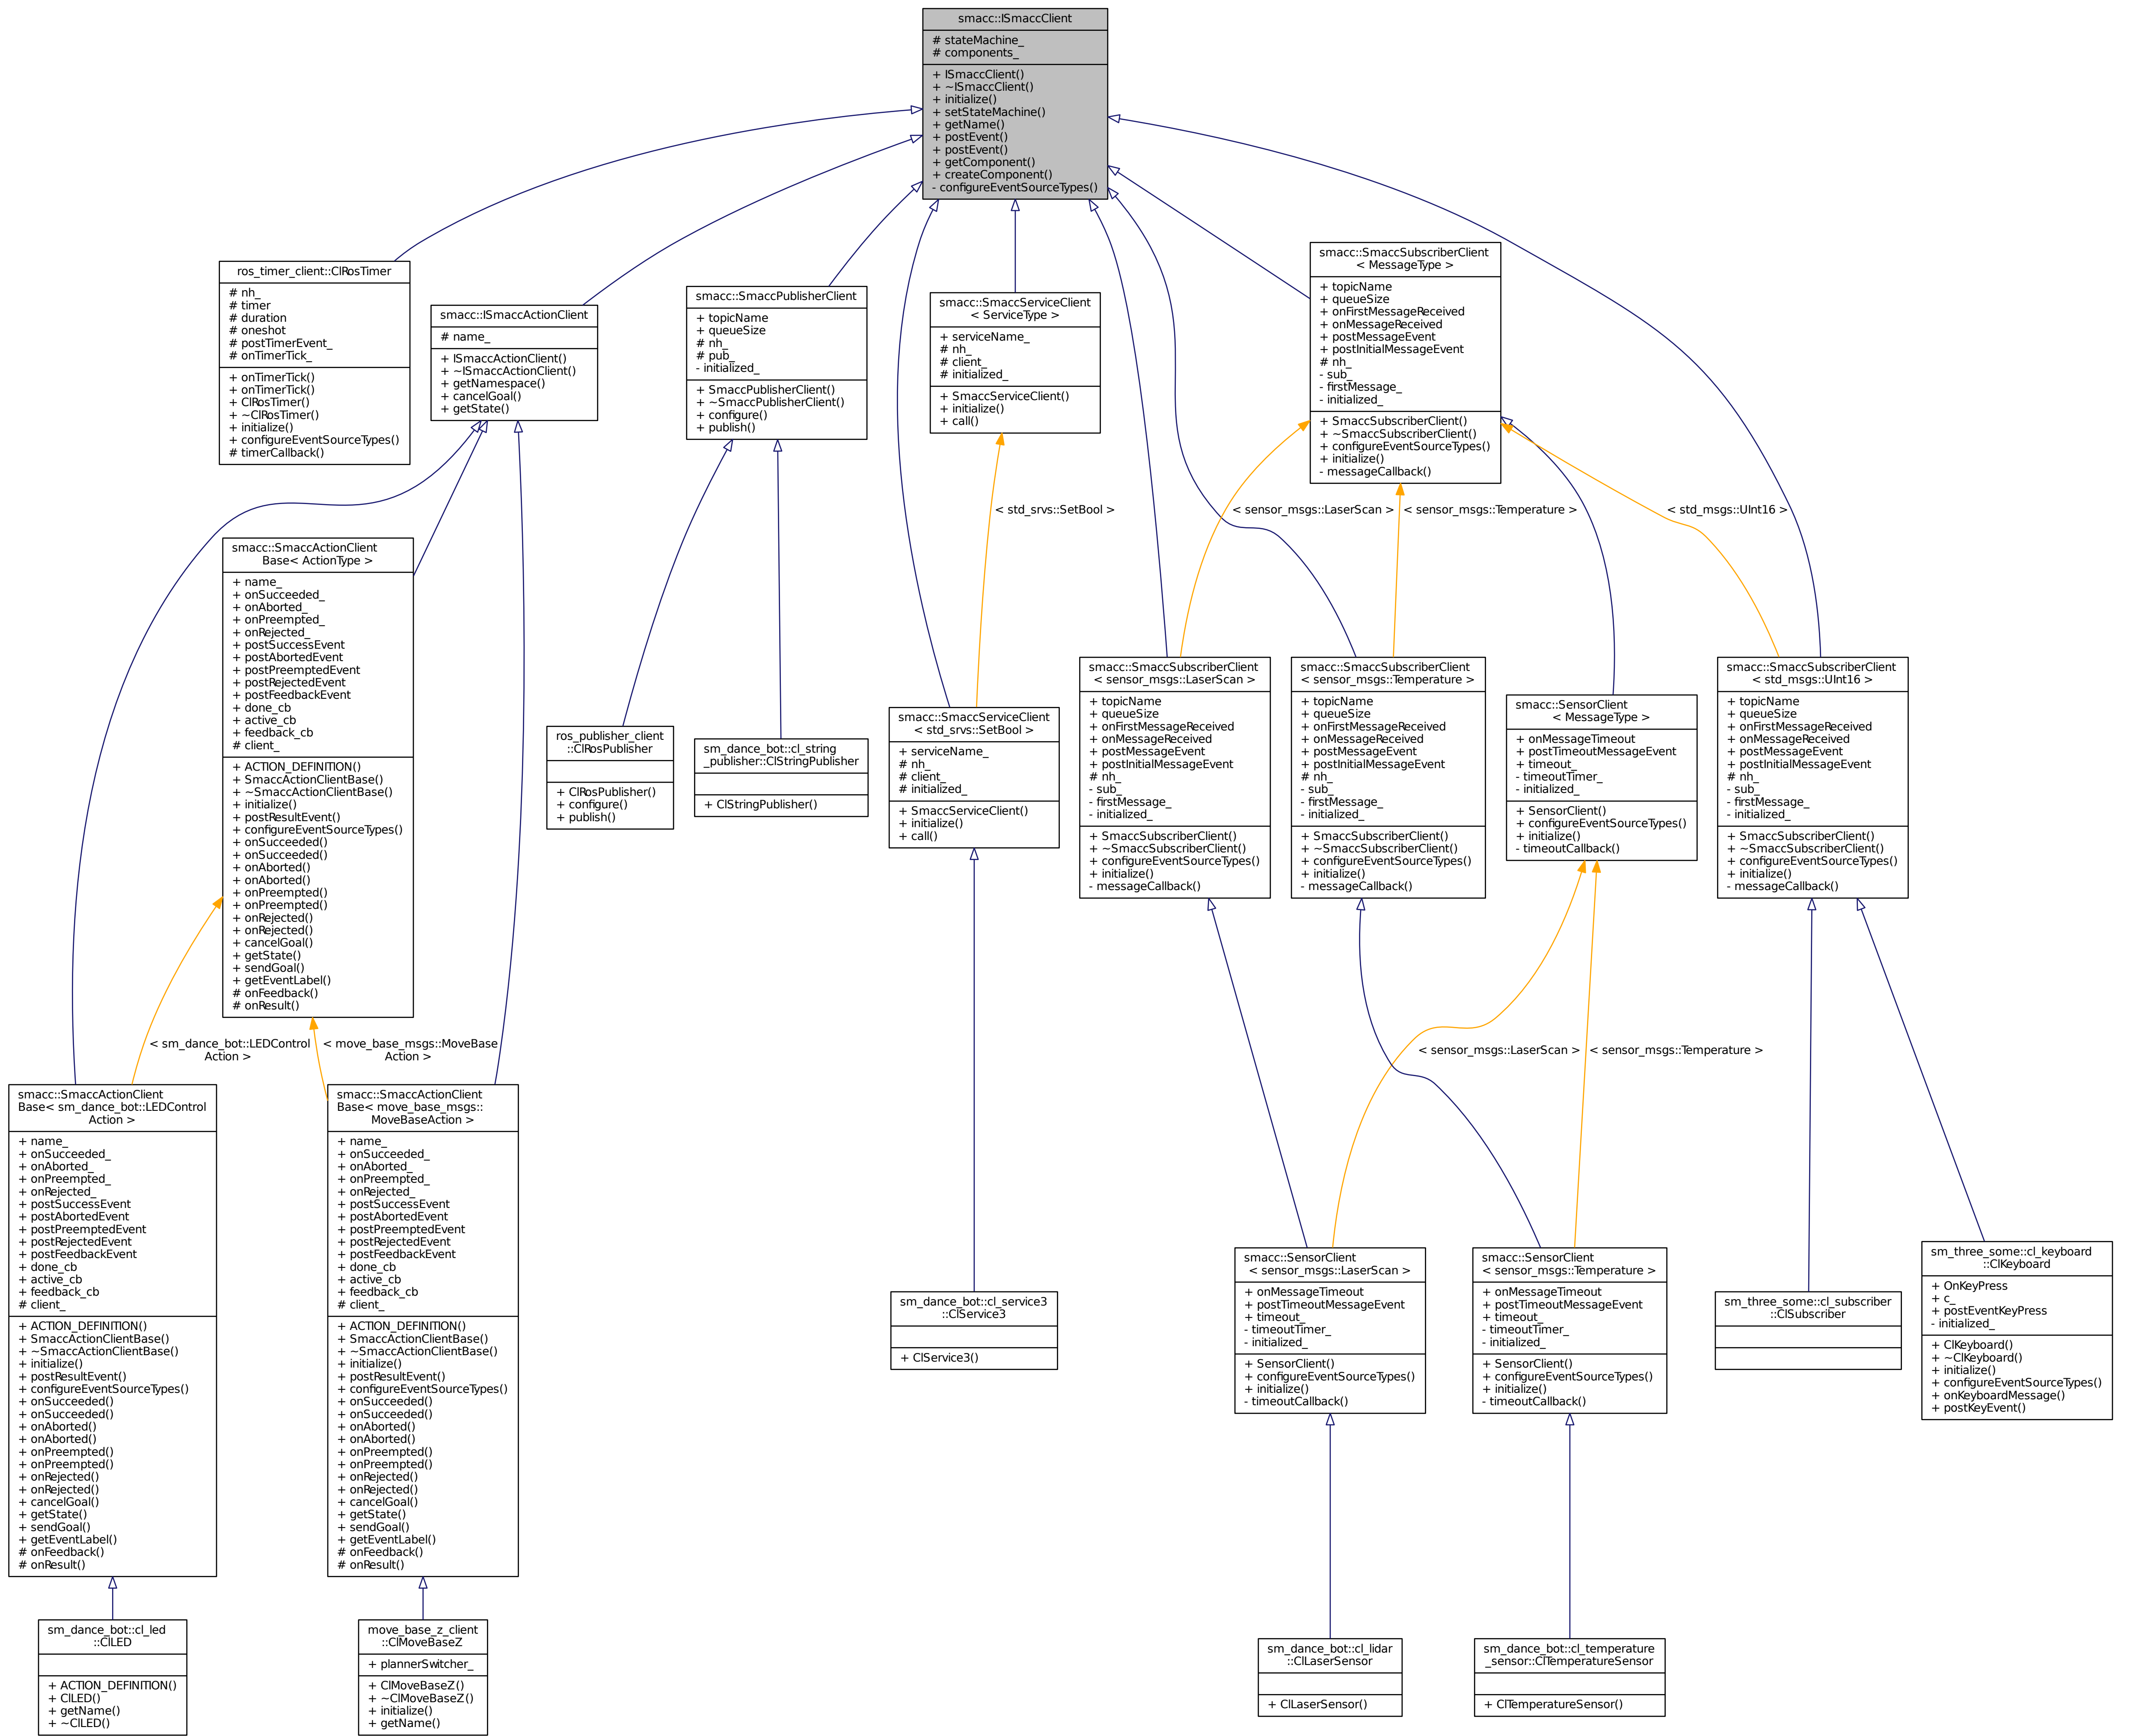 smacc::ISmaccClient
# stateMachine_
# components_
+ ISmaccClient()
+ ~ISmaccClient()
+ initialize()
+ setStateMachine()
+ getName()
+ postEvent()
+ postEvent()
+ getComponent()
+ createComponent()
- configureEventSourceTypes()
ros_timer_client::ClRosTimer
# nh_
# timer
# duration
# oneshot
# postTimerEvent_
# onTimerTick_
+ onTimerTick()
+ onTimerTick()
+ ClRosTimer()
+ ~ClRosTimer()
+ initialize()
+ configureEventSourceTypes()
# timerCallback()
smacc::ISmaccActionClient
# name_
+ ISmaccActionClient()
+ ~ISmaccActionClient()
+ getNamespace()
+ cancelGoal()
+ getState()
smacc::SmaccPublisherClient
+ topicName
+ queueSize
# nh_
# pub_
- initialized_
+ SmaccPublisherClient()
+ ~SmaccPublisherClient()
+ configure()
+ publish()
smacc::SmaccServiceClient
< ServiceType >
+ serviceName_
# nh_
# client_
# initialized_
+ SmaccServiceClient()
+ initialize()
+ call()
smacc::SmaccSubscriberClient
< MessageType >
+ topicName
+ queueSize
+ onFirstMessageReceived
+ onMessageReceived
+ postMessageEvent
+ postInitialMessageEvent
# nh_
- sub_
- firstMessage_
- initialized_
+ SmaccSubscriberClient()
+ ~SmaccSubscriberClient()
+ configureEventSourceTypes()
+ initialize()
- messageCallback()
< std_srvs::SetBool >
< sensor_msgs::LaserScan >
< sensor_msgs::Temperature >
< std_msgs::UInt16 >
smacc::SmaccActionClient
Base< ActionType >
+ name_
+ onSucceeded_
+ onAborted_
+ onPreempted_
+ onRejected_
+ postSuccessEvent
+ postAbortedEvent
+ postPreemptedEvent
+ postRejectedEvent
+ postFeedbackEvent
+ done_cb
+ active_cb
+ feedback_cb
# client_
+ ACTION_DEFINITION()
+ SmaccActionClientBase()
+ ~SmaccActionClientBase()
+ initialize()
+ postResultEvent()
+ configureEventSourceTypes()
+ onSucceeded()
+ onSucceeded()
+ onAborted()
+ onAborted()
+ onPreempted()
+ onPreempted()
+ onRejected()
+ onRejected()
+ cancelGoal()
+ getState()
+ sendGoal()
+ getEventLabel()
# onFeedback()
# onResult()
ros_publisher_client
::ClRosPublisher
+ ClRosPublisher()
+ configure()
+ publish()
sm_dance_bot::cl_string
_publisher::ClStringPublisher
+ ClStringPublisher()
smacc::SmaccServiceClient
< std_srvs::SetBool >
+ serviceName_
# nh_
# client_
# initialized_
+ SmaccServiceClient()
+ initialize()
+ call()
smacc::SmaccSubscriberClient
< sensor_msgs::LaserScan >
+ topicName
+ queueSize
+ onFirstMessageReceived
+ onMessageReceived
+ postMessageEvent
+ postInitialMessageEvent
# nh_
- sub_
- firstMessage_
- initialized_
+ SmaccSubscriberClient()
+ ~SmaccSubscriberClient()
+ configureEventSourceTypes()
+ initialize()
- messageCallback()
smacc::SmaccSubscriberClient
< sensor_msgs::Temperature >
+ topicName
+ queueSize
+ onFirstMessageReceived
+ onMessageReceived
+ postMessageEvent
+ postInitialMessageEvent
# nh_
- sub_
- firstMessage_
- initialized_
+ SmaccSubscriberClient()
+ ~SmaccSubscriberClient()
+ configureEventSourceTypes()
+ initialize()
- messageCallback()
smacc::SensorClient
< MessageType >
+ onMessageTimeout
+ postTimeoutMessageEvent
+ timeout_
- timeoutTimer_
- initialized_
+ SensorClient()
+ configureEventSourceTypes()
+ initialize()
- timeoutCallback()
smacc::SmaccSubscriberClient
< std_msgs::UInt16 >
+ topicName
+ queueSize
+ onFirstMessageReceived
+ onMessageReceived
+ postMessageEvent
+ postInitialMessageEvent
# nh_
- sub_
- firstMessage_
- initialized_
+ SmaccSubscriberClient()
+ ~SmaccSubscriberClient()
+ configureEventSourceTypes()
+ initialize()
- messageCallback()
< sm_dance_bot::LEDControl
Action >
< move_base_msgs::MoveBase
Action >
< sensor_msgs::LaserScan >
< sensor_msgs::Temperature >
smacc::SmaccActionClient
Base< sm_dance_bot::LEDControl
Action >
+ name_
+ onSucceeded_
+ onAborted_
+ onPreempted_
+ onRejected_
+ postSuccessEvent
+ postAbortedEvent
+ postPreemptedEvent
+ postRejectedEvent
+ postFeedbackEvent
+ done_cb
+ active_cb
+ feedback_cb
# client_
+ ACTION_DEFINITION()
+ SmaccActionClientBase()
+ ~SmaccActionClientBase()
+ initialize()
+ postResultEvent()
+ configureEventSourceTypes()
+ onSucceeded()
+ onSucceeded()
+ onAborted()
+ onAborted()
+ onPreempted()
+ onPreempted()
+ onRejected()
+ onRejected()
+ cancelGoal()
+ getState()
+ sendGoal()
+ getEventLabel()
# onFeedback()
# onResult()
smacc::SmaccActionClient
Base< move_base_msgs::
MoveBaseAction >
+ name_
+ onSucceeded_
+ onAborted_
+ onPreempted_
+ onRejected_
+ postSuccessEvent
+ postAbortedEvent
+ postPreemptedEvent
+ postRejectedEvent
+ postFeedbackEvent
+ done_cb
+ active_cb
+ feedback_cb
# client_
+ ACTION_DEFINITION()
+ SmaccActionClientBase()
+ ~SmaccActionClientBase()
+ initialize()
+ postResultEvent()
+ configureEventSourceTypes()
+ onSucceeded()
+ onSucceeded()
+ onAborted()
+ onAborted()
+ onPreempted()
+ onPreempted()
+ onRejected()
+ onRejected()
+ cancelGoal()
+ getState()
+ sendGoal()
+ getEventLabel()
# onFeedback()
# onResult()
sm_dance_bot::cl_service3
::ClService3
+ ClService3()
smacc::SensorClient
< sensor_msgs::LaserScan >
+ onMessageTimeout
+ postTimeoutMessageEvent
+ timeout_
- timeoutTimer_
- initialized_
+ SensorClient()
+ configureEventSourceTypes()
+ initialize()
- timeoutCallback()
smacc::SensorClient
< sensor_msgs::Temperature >
+ onMessageTimeout
+ postTimeoutMessageEvent
+ timeout_
- timeoutTimer_
- initialized_
+ SensorClient()
+ configureEventSourceTypes()
+ initialize()
- timeoutCallback()
sm_three_some::cl_subscriber
::ClSubscriber
sm_three_some::cl_keyboard
::ClKeyboard
+ OnKeyPress
+ c_
+ postEventKeyPress
- initialized_
+ ClKeyboard()
+ ~ClKeyboard()
+ initialize()
+ configureEventSourceTypes()
+ onKeyboardMessage()
+ postKeyEvent()
sm_dance_bot::cl_led
::ClLED
+ ACTION_DEFINITION()
+ ClLED()
+ getName()
+ ~ClLED()
move_base_z_client
::ClMoveBaseZ
+ plannerSwitcher_
+ ClMoveBaseZ()
+ ~ClMoveBaseZ()
+ initialize()
+ getName()
sm_dance_bot::cl_lidar
::ClLaserSensor
+ ClLaserSensor()
sm_dance_bot::cl_temperature
_sensor::ClTemperatureSensor
+ ClTemperatureSensor()